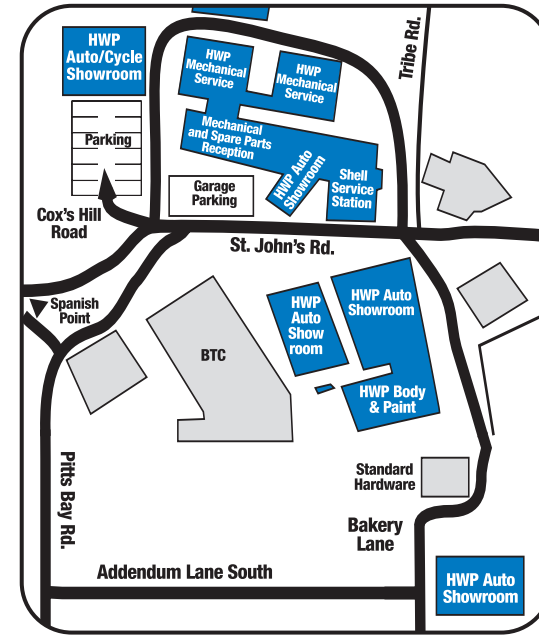 HWP
Auto/Cycle
Showroom
Tribe Rd.
HWP
Mechanical
Service
HWP
Mechanical
Service
Parking
Mechanical
and Spare Parts
Reception
HWP Auto
Showroom
Shell
Service
Station
Garage
Parking
Cox's Hill
Road
St. John's Rd.
Spanish
Point
HWP
Auto
Show
room
HWP Auto
Showroom
BTC
HWP Body
& Paint
Pitts Bay Rd.
Standard
Hardware
Bakery
Lane
Addendum Lane South
HWP Auto
Showroom